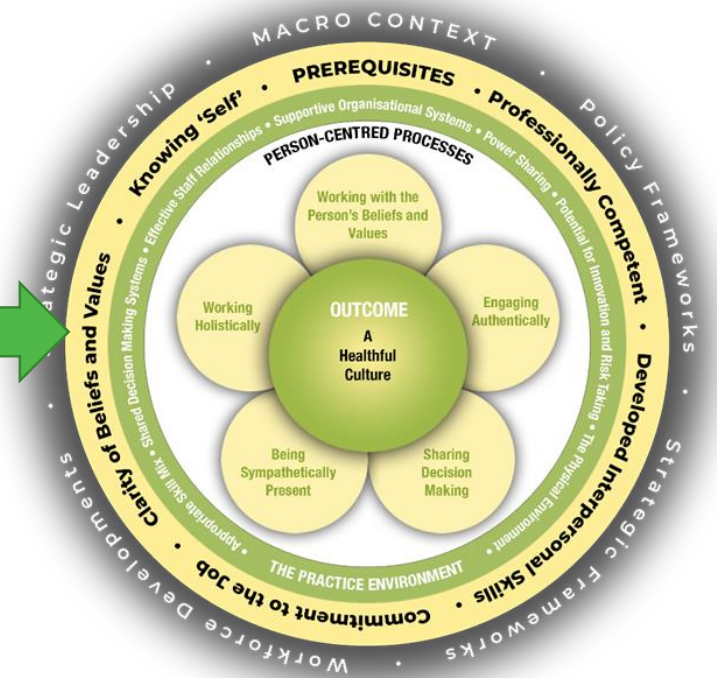 MACRO CONTEXT • Policy Frameworks • Strategic Frameworks • Workforce Developments • Leadership •
PREREQUISITES • Professionally Competent • Developed Interpersonal Skills • Commitment to the Job • Clarity of Beliefs and Values • Knowing ‘Self’ •
THE PRACTICE ENVIRONMENT
• Appropriate Skill Mix • Shared Decision Making Systems • Effective Staff Relationships • Supportive Organisational Systems • Power Sharing • Potential for Innovation and Risk Taking • The Physical Environment •
PERSON-CENTRED PROCESSES
Working with the
Person's Beliefs and
Values
Engaging
Authentically
Sharing
Decision
Making
Being
Sympathetically
Present
Working
Holistically
OUTCOME
A
Healthful
Culture